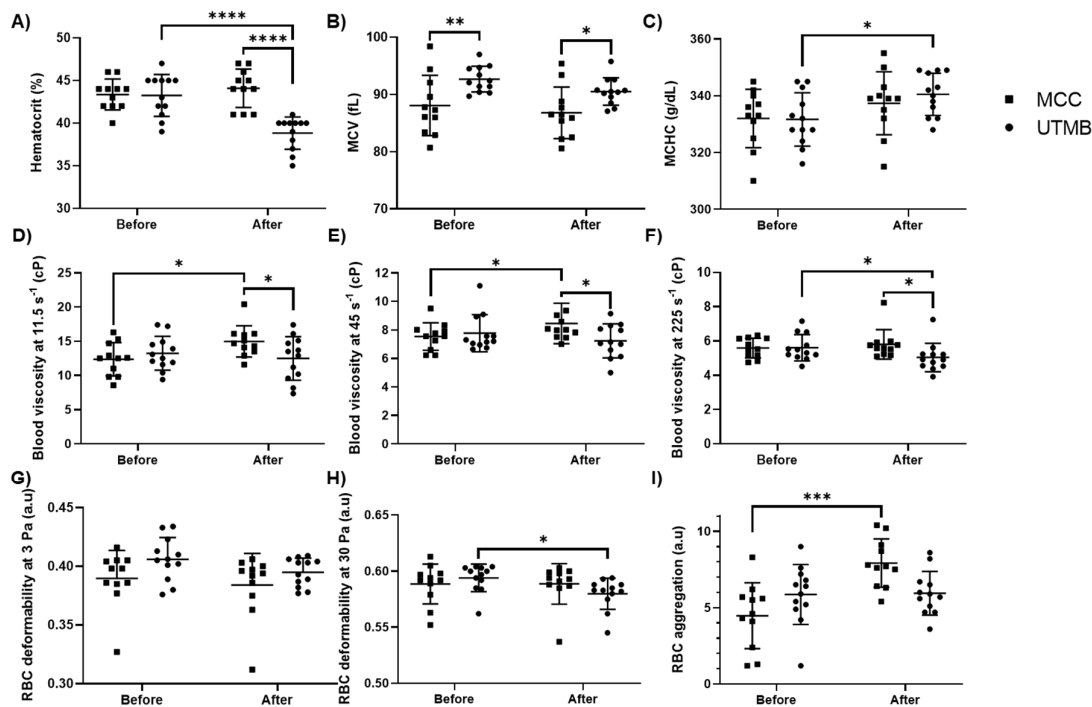 A)
Hematocrit (%)
50
45
40
35
30
****
****
Before
After
B)
MCV (fL)
100
90
80
70
**
*
Before
After
C)
MCHC (g/dL)
360
340
320
300
*
Before
After
MCC
UTMB
D)
Blood viscosity at 11.5 s⁻¹ (cP)
25
20
15
10
5
0
*
*
Before
After
E)
Blood viscosity at 45 s⁻¹ (cP)
12
10
8
6
4
2
0
*
*
Before
After
F)
Blood viscosity at 225 s⁻¹ (cP)
10
8
6
4
2
0
*
*
Before
After
G)
RBC deformability at 3 Pa (a.u)
0.45
0.40
0.35
0.30
Before
After
H)
RBC deformability at 30 Pa (a.u)
0.65
0.60
0.55
0.50
*
Before
After
I)
RBC aggregation (a.u)
10
5
0
***
Before
After